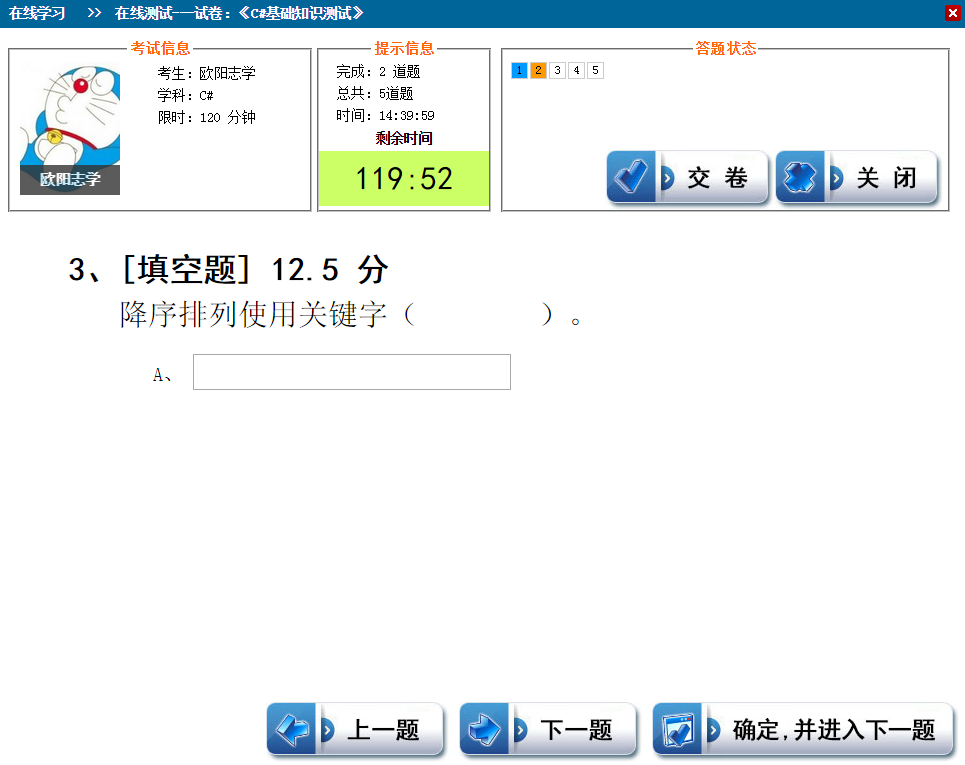 在线学习 >> 在线测试---试卷：《C#基础知识测试》
考试信息
考生：欧阳志学
学科：C#
限时：120 分钟
欧阳志学
提示信息
完成：2 道题
总共：5道题
时间：14:39:59
剩余时间
119:52
答题状态
1 2 3 4 5
交 卷
关 闭
3、[填空题] 12.5 分
降序排列使用关键字（ ）。
A、
上一题
下一题
确定,并进入下一题